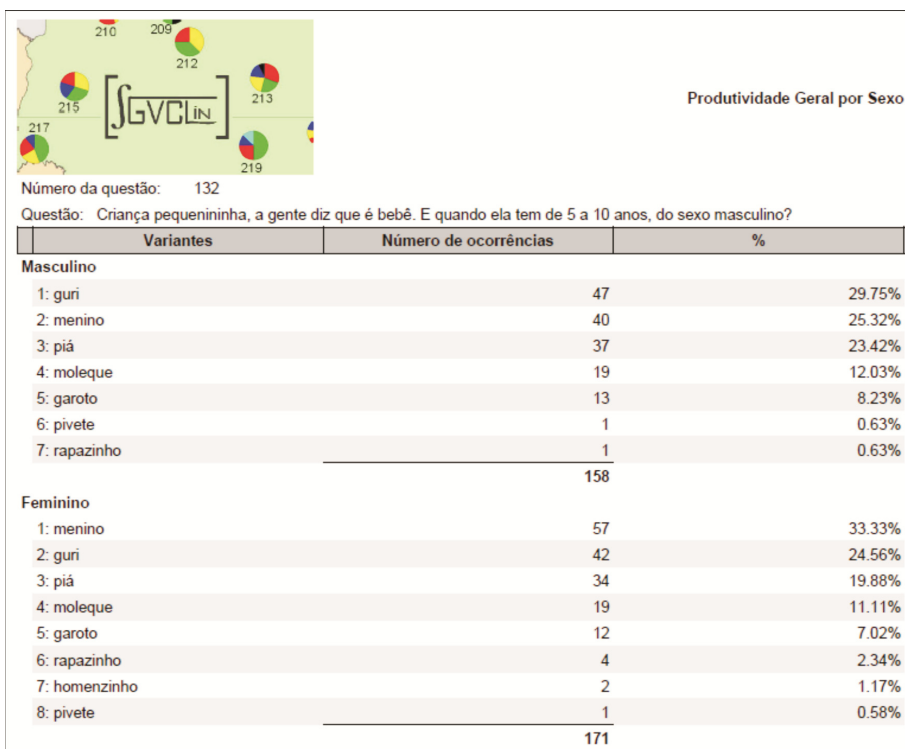 210 209
212
215 213
217
219
[∫GVCLIN]
Produtividade Geral por Sexo
Número da questão: 132
Questão: Criança pequenininha, a gente diz que é bebê. E quando ela tem de 5 a 10 anos, do sexo masculino?
Variantes Número de ocorrências %
Masculino
1: guri 47 29.75%
2: menino 40 25.32%
3: piá 37 23.42%
4: moleque 19 12.03%
5: garoto 13 8.23%
6: pivete 1 0.63%
7: rapazinho 1 0.63%
158
Feminino
1: menino 57 33.33%
2: guri 42 24.56%
3: piá 34 19.88%
4: moleque 19 11.11%
5: garoto 12 7.02%
6: rapazinho 4 2.34%
7: homenzinho 2 1.17%
8: pivete 1 0.58%
171